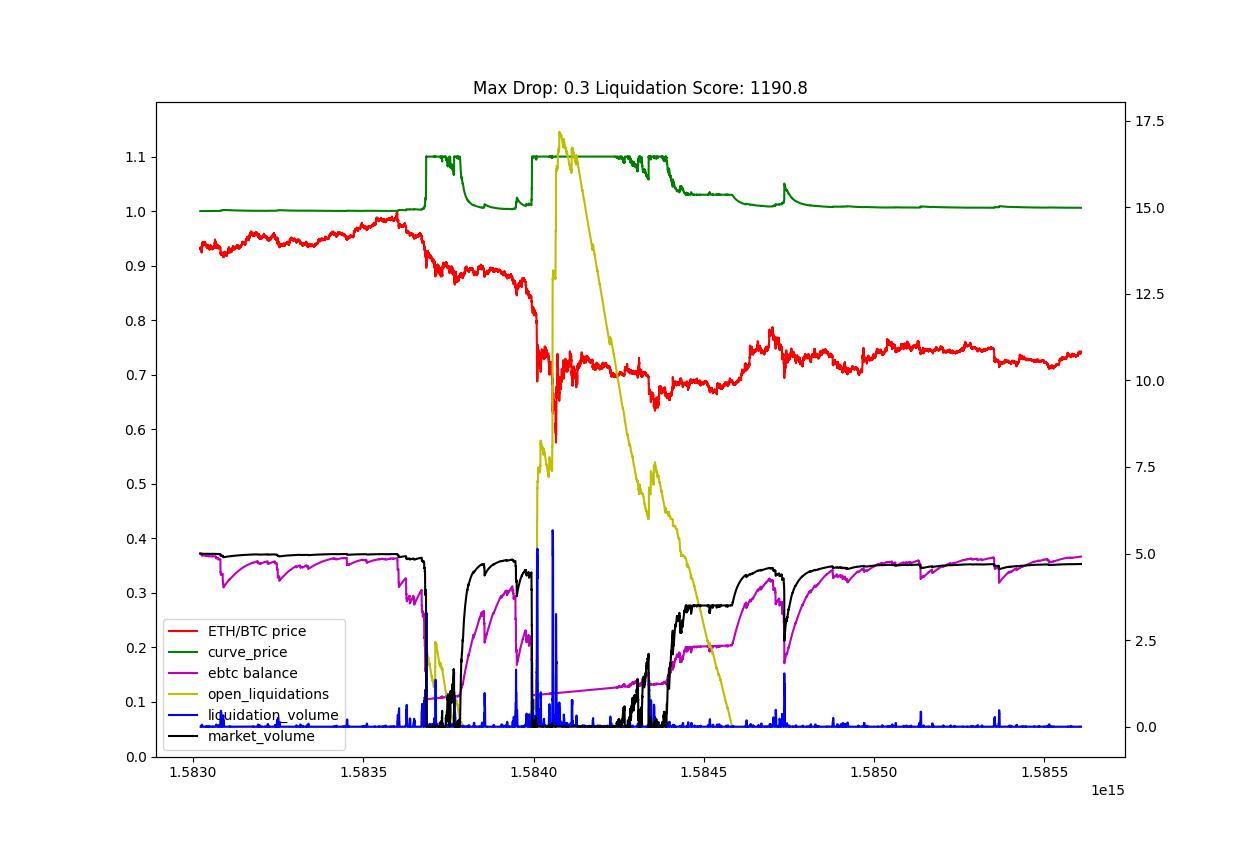 Max Drop: 0.3 Liquidation Score: 1190.8
17.5
15.0
12.5
10.0
7.5
5.0
2.5
0.0
1.1
1.0
0.9
0.8
0.7
0.6
0.5
0.4
0.3
0.2
0.1
0.0
ETH/BTC price
curve_price
ebtc balance
open_liquidations
liquidation_volume
market_volume
1.5830 1.5835 1.5840 1.5845 1.5850 1.5855
1e15